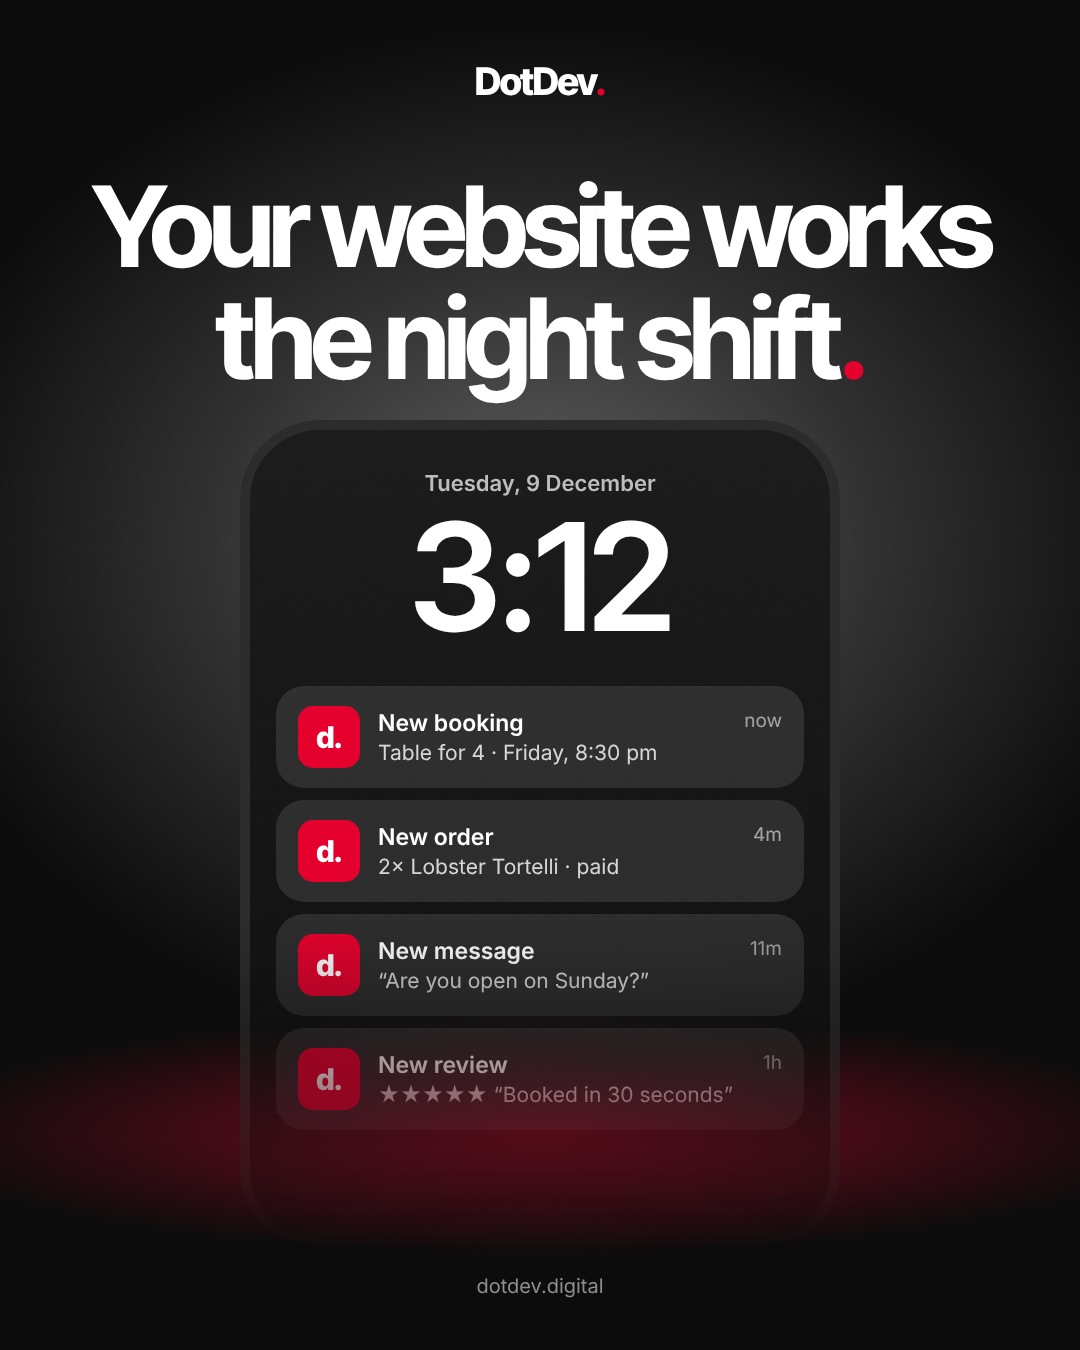 DotDev.
Your website works
the night shift.
Tuesday, 9 December
3:12
d.
New booking
now
Table for 4 · Friday, 8:30 pm
d.
New order
4m
2× Lobster Tortelli · paid
d.
New message
11m
“Are you open on Sunday?”
d.
New review
1h
★★★★★ “Booked in 30 seconds”
dotdev.digital